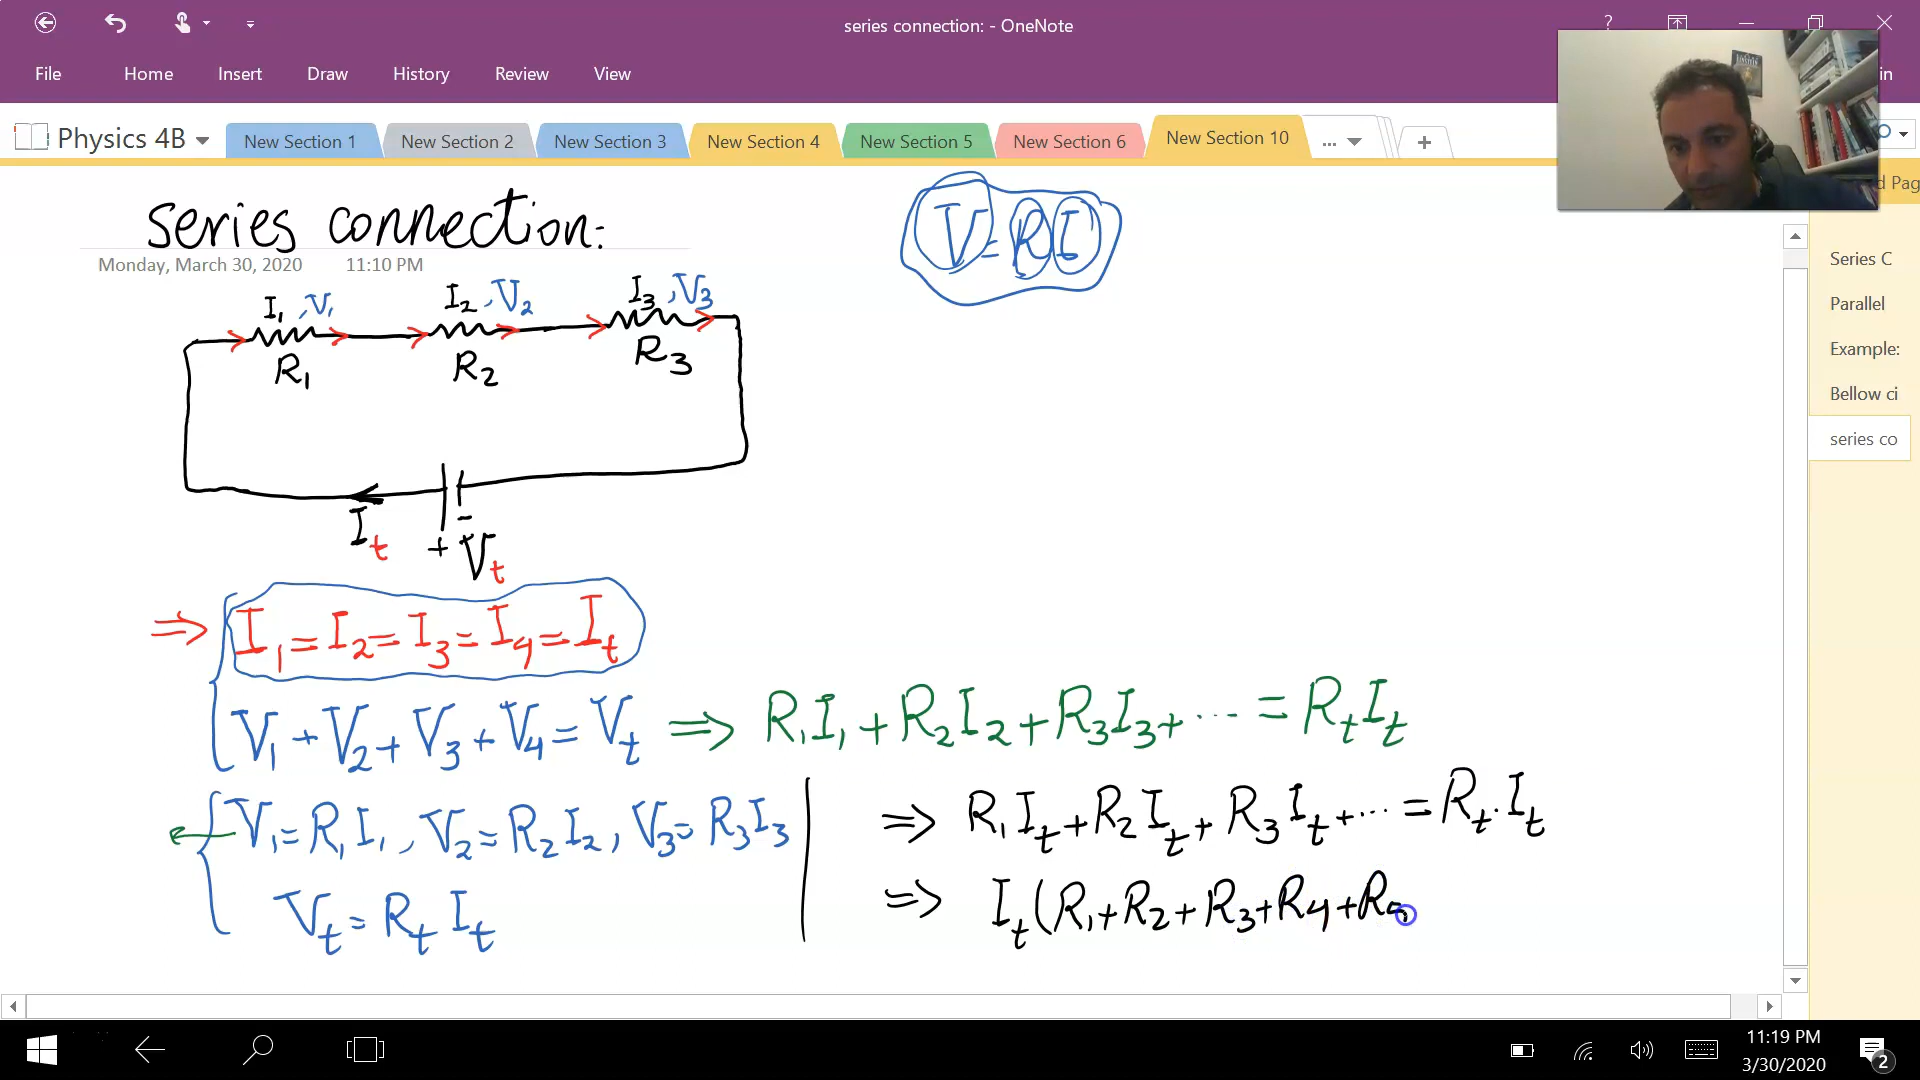 series connection: - OneNote
?
File Home Insert Draw History Review View
in
Physics 4B
New Section 1 New Section 2 New Section 3 New Section 4 New Section 5 New Section 6 New Section 10 ... +
d Pag
series connection:
Monday, March 30, 2020 11:10 PM
V = RI
I₁, V₁ I₂, V₂ I₃, V₃
R₁ R₂ R₃
Iₜ + - Vₜ
⇒ I₁ = I₂ = I₃ = I₄ = Iₜ
V₁ + V₂ + V₃ + V₄ = Vₜ ⇒ R₁I₁ + R₂I₂ + R₃I₃ + ... = RₜIₜ
V₁ = R₁I₁, V₂ = R₂I₂, V₃ = R₃I₃
Vₜ = RₜIₜ
⇒ R₁Iₜ + R₂Iₜ + R₃Iₜ + ... = Rₜ.Iₜ
⇒ Iₜ(R₁ + R₂ + R₃ + R₄ + R
Series C
Parallel
Example:
Bellow ci
series co
11:19 PM
3/30/2020
2